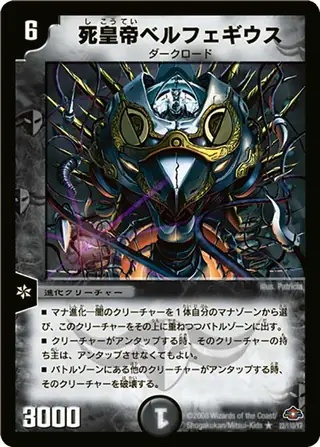 6
し こうてい
死皇帝ベルフェギウス
ダークロード
illus. Patricia
進化クリーチャー
■ マナ進化－闇のクリーチャーを1体自分のマナゾーンから選
び、このクリーチャーをその上に重ねつつバトルゾーンに出す。
■ クリーチャーがアンタップする時、そのクリーチャーの持
ち主は、アンタップさせなくてもよい。
■ バトルゾーンにある他のクリーチャーがアンタップする時、
そのクリーチャーを破壊する。
3000
1
©2008 Wizards of the Coast/
Shogakukan/Mitsui-Kids ★